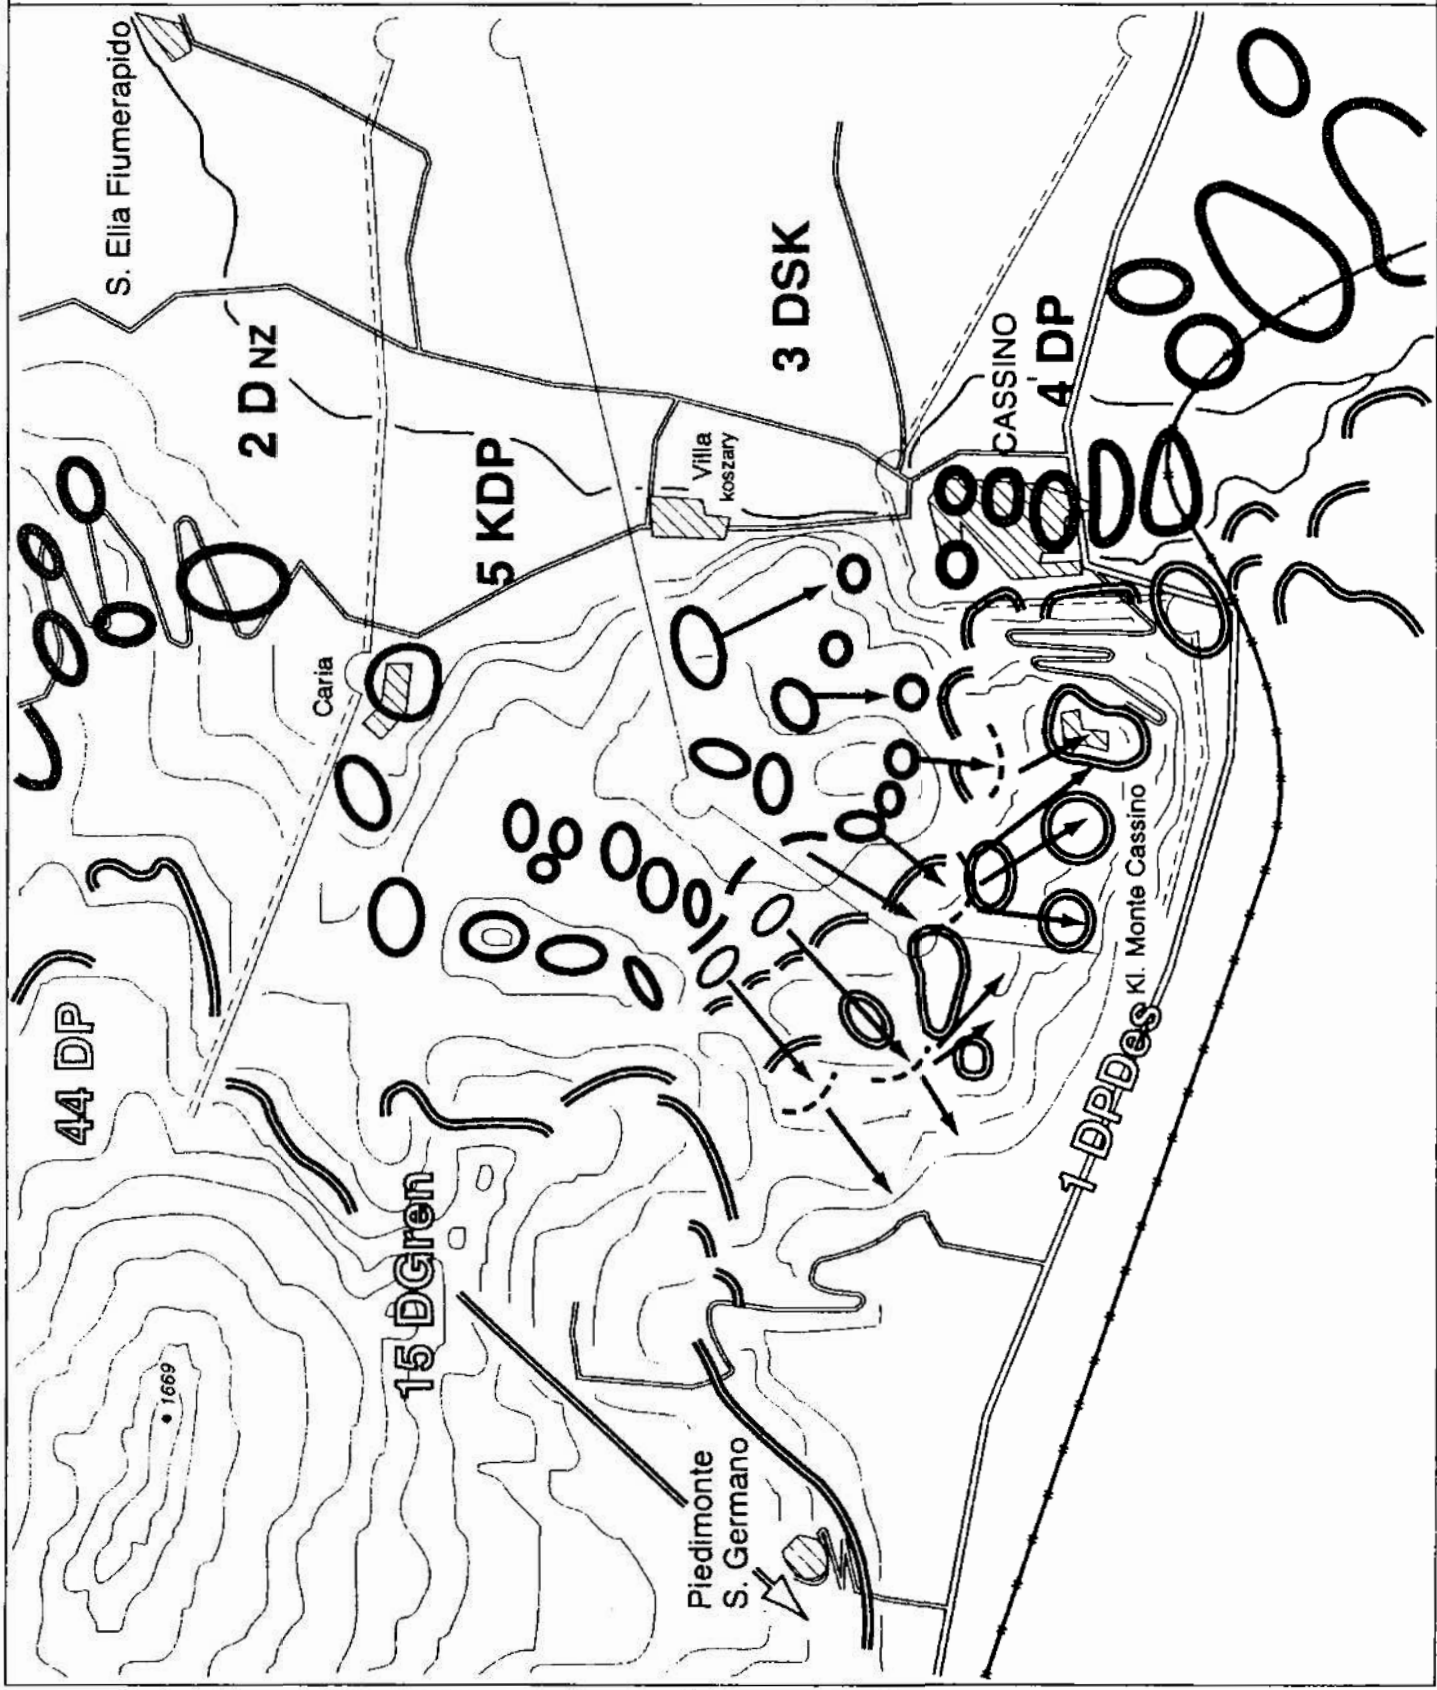 S. Elia Fiumerapido
2 D NZ
3 DSK
5 KDP
Villa
koszary
CASSINO
4 DP
Caria
44 DP
15 DGren
1669
Kl. Monte Cassino
1 DPDes
Piedimonte
S. Germano